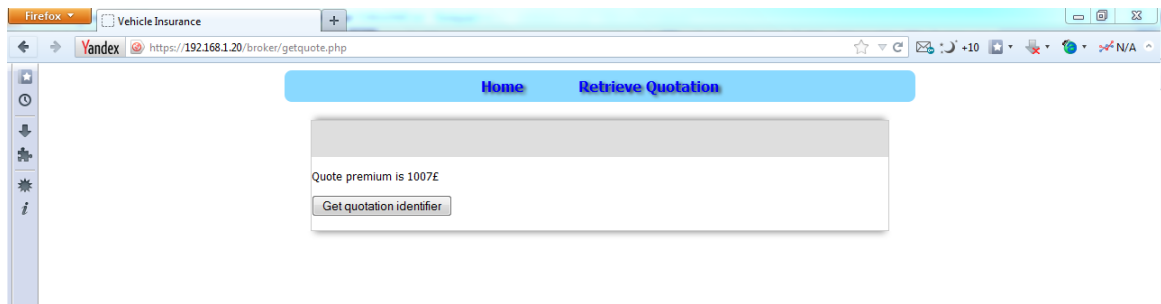 Firefox
Vehicle Insurance
+
Yandex https://192.168.1.20/broker/getquote.php +10 N/A
Home Retrieve Quotation
Quote premium is 1007£
Get quotation identifier